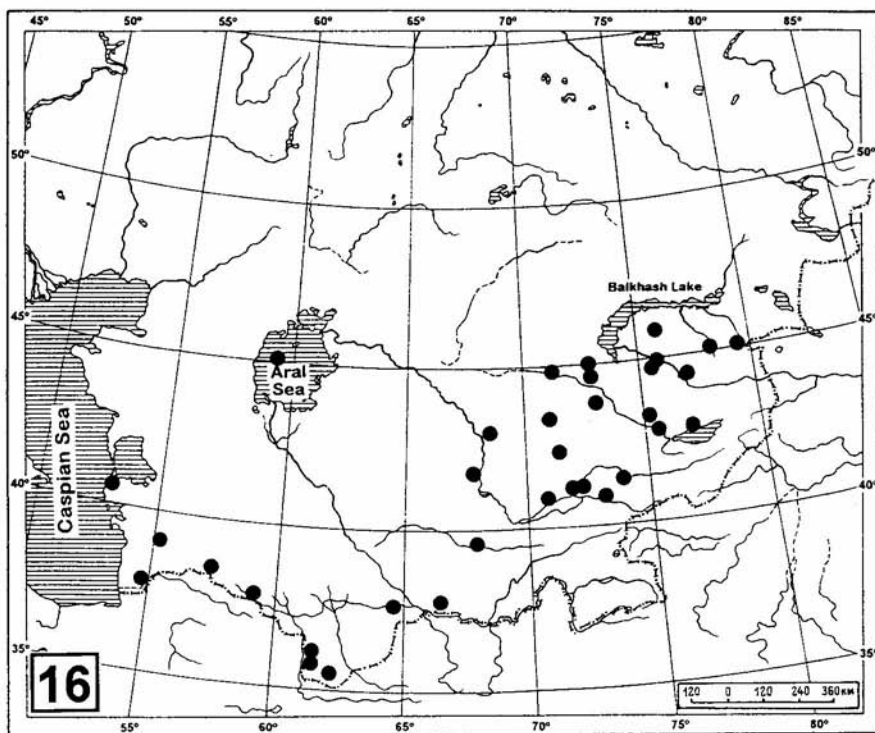 45° 50° 55° 60° 65° 70° 75° 80° 85°
50° 50°
Balkhash Lake
45° 45°
Aral
Sea
Caspian Sea
40° 40°
35° 35°
16
120 0 120 240 360 км
55° 60° 65° 70° 75° 80°